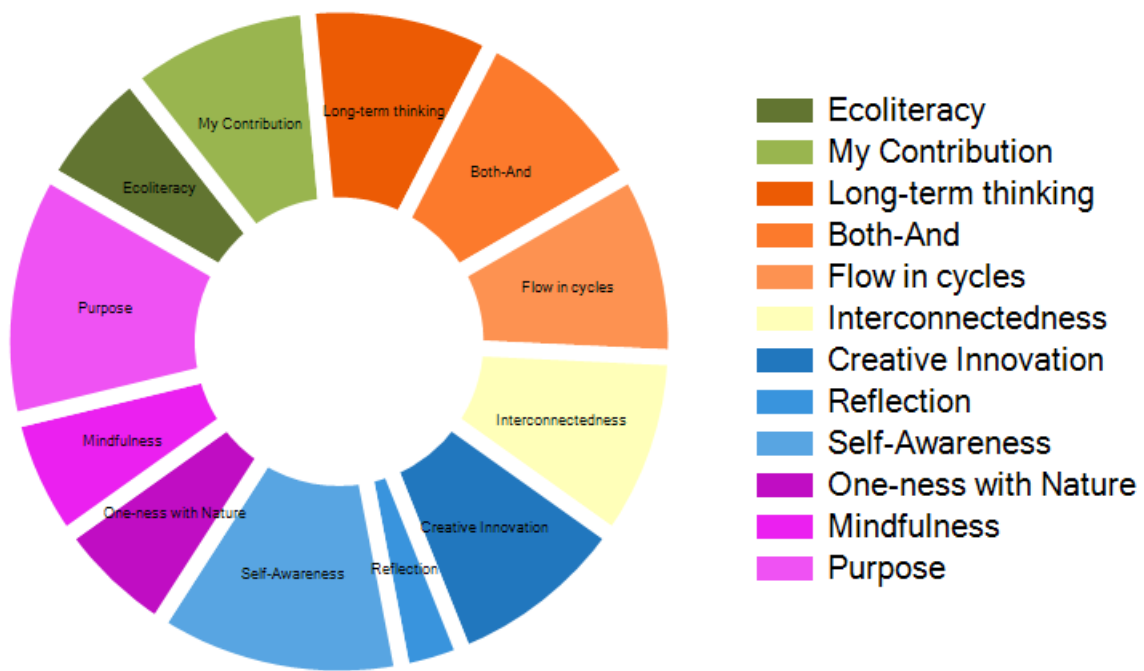 Long-term thinking
My Contribution
Both-And
Ecoliteracy
Flow in cycles
Purpose
Interconnectedness
Mindfulness
One-ness with Nature
Creative Innovation
Reflection
Self-Awareness
Ecoliteracy
My Contribution
Long-term thinking
Both-And
Flow in cycles
Interconnectedness
Creative Innovation
Reflection
Self-Awareness
One-ness with Nature
Mindfulness
Purpose